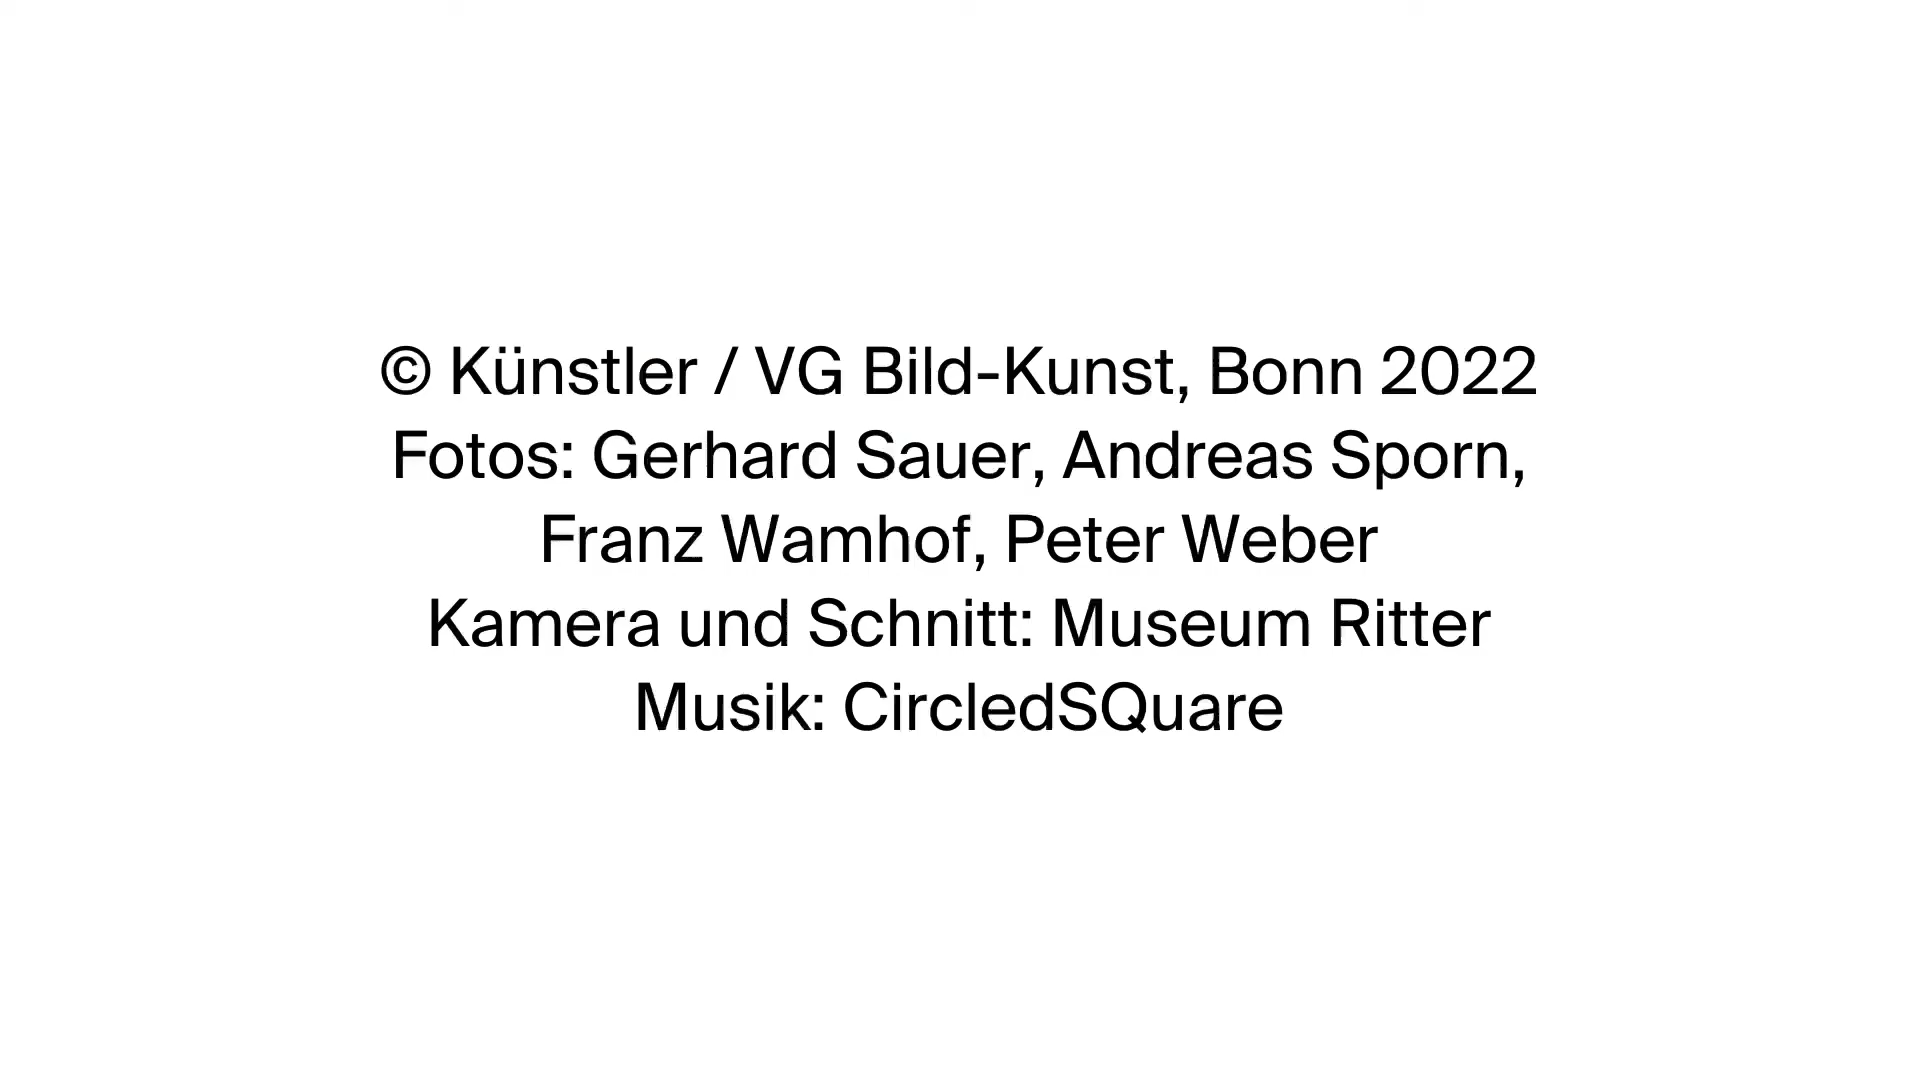 © Künstler / VG Bild-Kunst, Bonn 2022
Fotos: Gerhard Sauer, Andreas Sporn,
Franz Wamhof, Peter Weber
Kamera und Schnitt: Museum Ritter
Musik: CircledSQuare